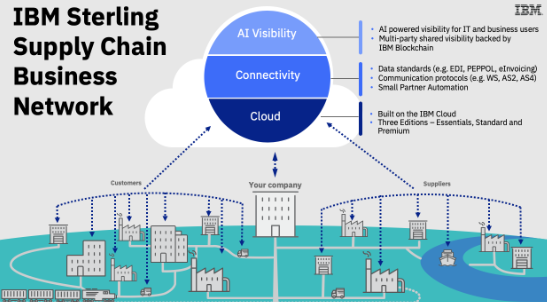 IBM Sterling
Supply Chain
Business
Network
IBM
AI Visibility
• AI powered visibility for IT and business users
• Multi-party shared visibility backed by
IBM Blockchain
Connectivity
• Data standards (e.g. EDI, PEPPOL, eInvoicing)
• Communication protocols (e.g. WS, AS2, AS4)
• Small Partner Automation
Cloud
• Built on the IBM Cloud
• Three Editions – Essentials, Standard and
Premium
Customers
Your company
Suppliers